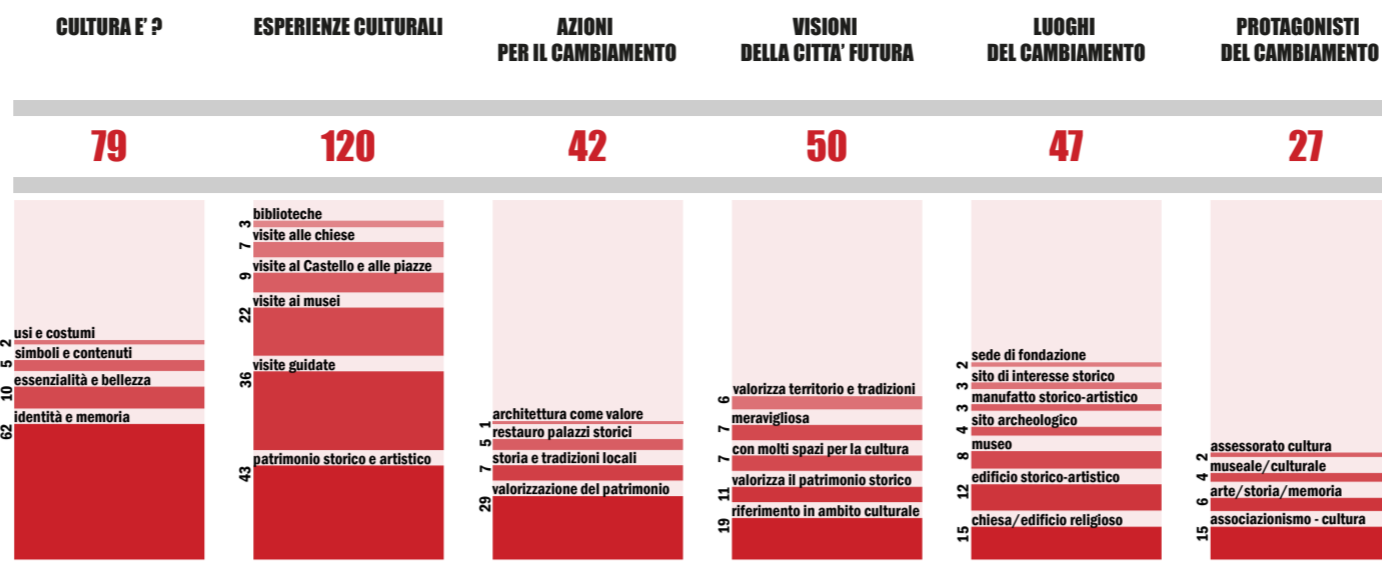 CULTURA E' ?
79
2 usi e costumi
5 simboli e contenuti
10 essenzialità e bellezza
62 identità e memoria
ESPERIENZE CULTURALI
120
3 biblioteche
7 visite alle chiese
9 visite al Castello e alle piazze
22 visite ai musei
36 visite guidate
43 patrimonio storico e artistico
AZIONI
PER IL CAMBIAMENTO
42
1 architettura come valore
5 restauro palazzi storici
7 storia e tradizioni locali
29 valorizzazione del patrimonio
VISIONI
DELLA CITTA' FUTURA
50
6 valorizza territorio e tradizioni
7 meravigliosa
7 con molti spazi per la cultura
11 valorizza il patrimonio storico
19 riferimento in ambito culturale
LUOGHI
DEL CAMBIAMENTO
47
2 sede di fondazione
3 sito di interesse storico
3 manufatto storico-artistico
4 sito archeologico
8 museo
12 edificio storico-artistico
15 chiesa/edificio religioso
PROTAGONISTI
DEL CAMBIAMENTO
27
2 assessorato cultura
4 museale/culturale
6 arte/storia/memoria
15 associazionismo - cultura